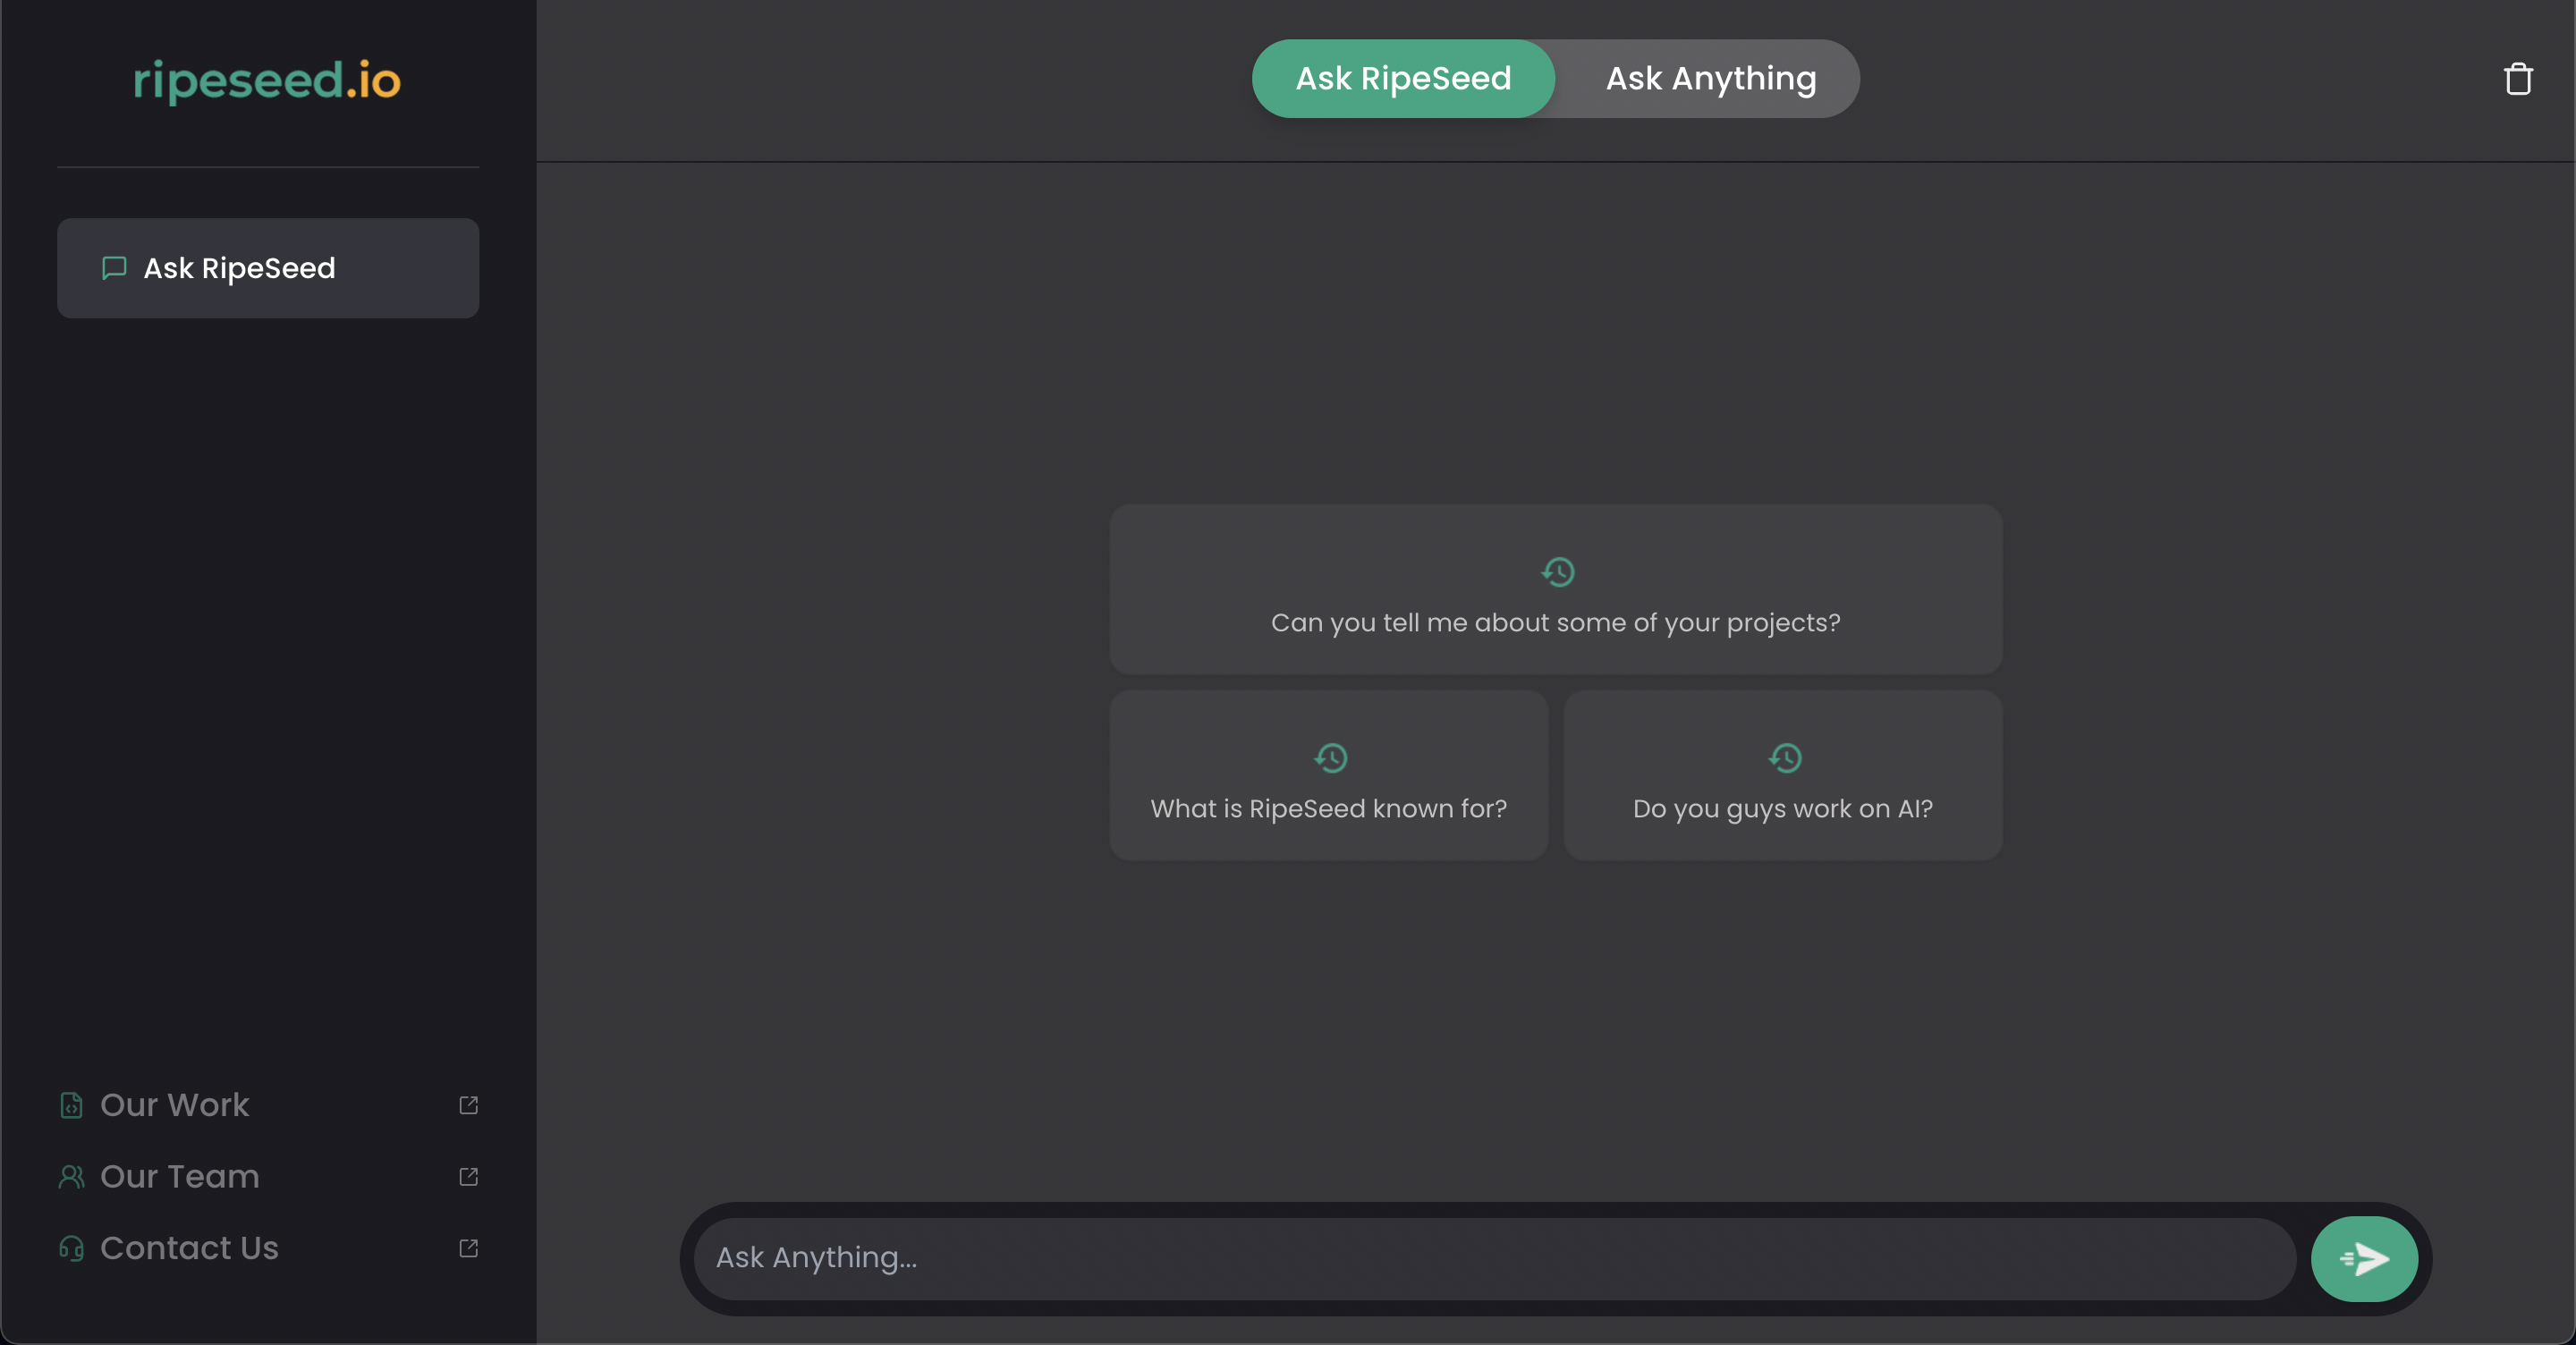 ripeseed.io
Ask RipeSeed
Our Work
Our Team
Contact Us
Ask RipeSeed
Ask Anything
Can you tell me about some of your projects?
What is RipeSeed known for?
Do you guys work on AI?
Ask Anything...